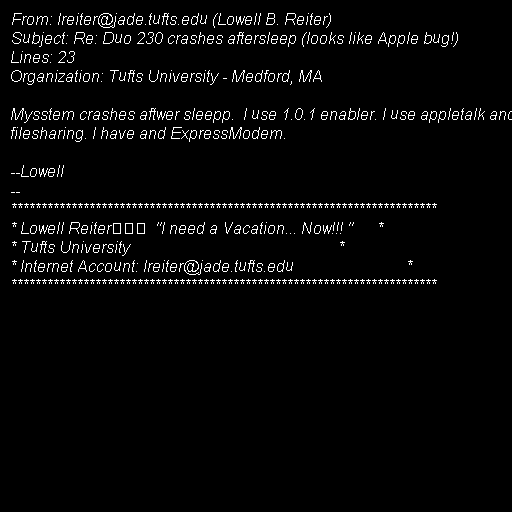 From: lreiter@jade.tufts.edu (Lowell B. Reiter)
Subject: Re: Duo 230 crashes aftersleep (looks like Apple bug!)
Lines: 23
Organization: Tufts University - Medford, MA

Mysstem crashes aftwer sleepp.  I use 1.0.1 enabler. I use appletalk and
filesharing. I have and ExpressModem.

--Lowell
--
***********************************************************************
* Lowell Reiter□□□  "I need a Vacation... Now!!! "     *
* Tufts University                                             *
* Internet Account: lreiter@jade.tufts.edu                        *
***********************************************************************